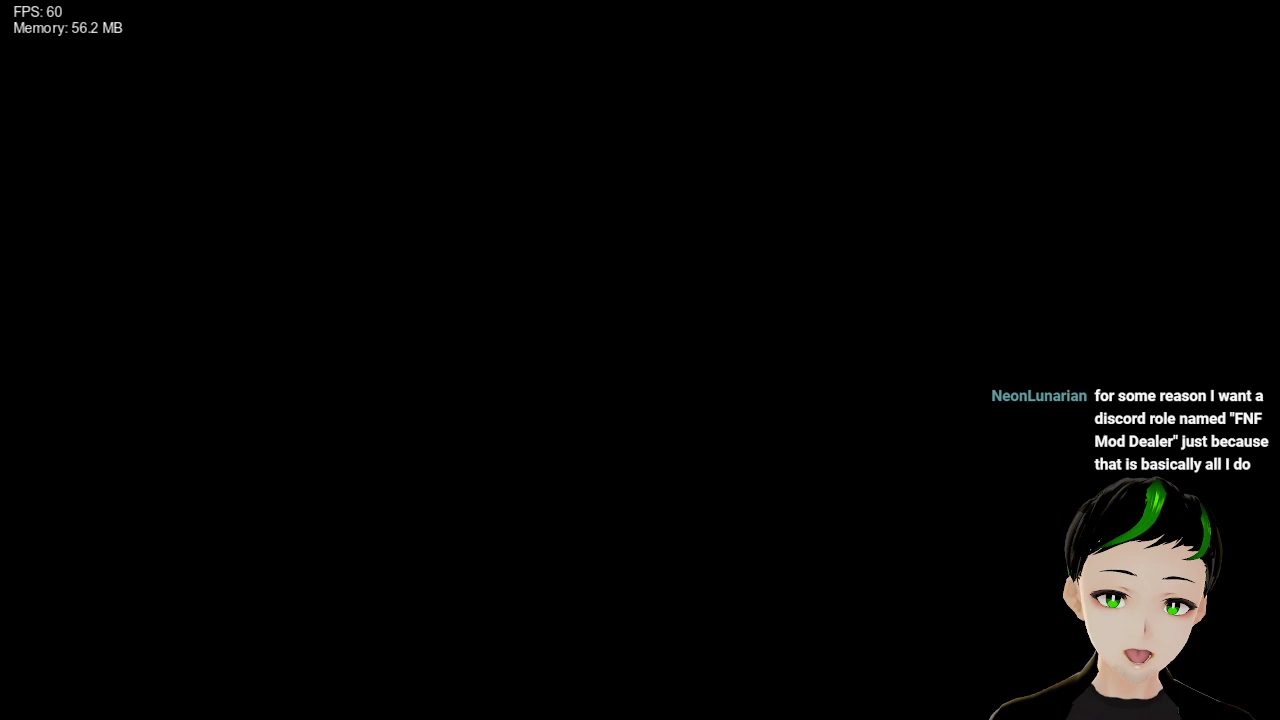 FPS: 60
Memory: 56.2 MB
NeonLunarian for some reason I want a
discord role named "FNF
Mod Dealer" just because
that is basically all I do